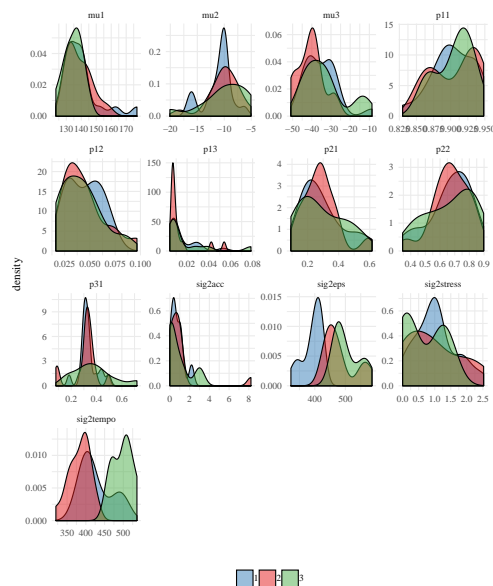 mu1 mu2 mu3 p11
0.04 0.02 0.00
0.2 0.1 0.0
0.06 0.04 0.02 0.00
15 10 5 0
130 140 150 160 170
−20 −15 −10 −5
−50 −40 −30 −20 −10
0.825 0.850 0.875 0.900 0.925 0.950
p12 p13 p21 p22
20 15 10 5 0
150 100 50 0
4 3 2 1 0
3 2 1 0
0.025 0.050 0.075 0.100
0.02 0.04 0.06 0.08
0.2 0.4 0.6
0.4 0.5 0.6 0.7 0.8 0.9
density
p31 sig2acc sig2eps sig2stress
9 6 3 0
0.6 0.4 0.2 0.0
0.015 0.010 0.005 0.000
0.6 0.4 0.2 0.0
0.2 0.4 0.6
0 2 4 6 8
400 500
0.0 0.5 1.0 1.5 2.0 2.5
sig2tempo
0.010 0.005 0.000
350 400 450 500
1 2 3